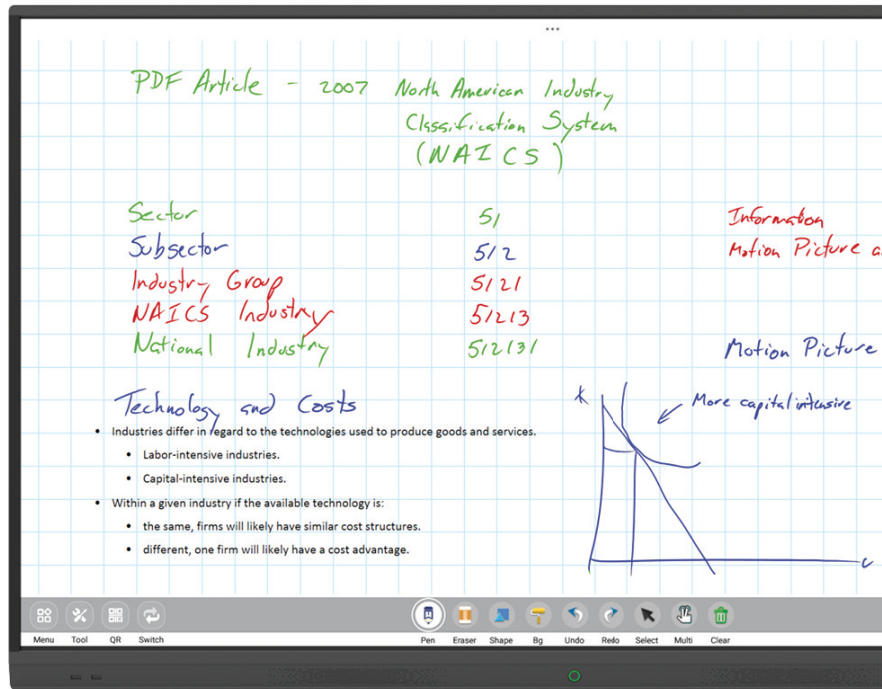 PDF Article - 2007 North American Industry
Classification System
(NAICS)
Sector 51 Information
Subsector 512 Motion Picture a
Industry Group 5121
NAICS Industry 51213
National Industry 512131 Motion Picture
Technology and Costs
K
More capital intensive
• Industries differ in regard to the technologies used to produce goods and services.
• Labor-intensive industries.
• Capital-intensive industries.
• Within a given industry if the available technology is:
• the same, firms will likely have similar cost structures.
• different, one firm will likely have a cost advantage.
Menu Tool QR Switch Pen Eraser Shape Bg Undo Redo Select Multi Clear